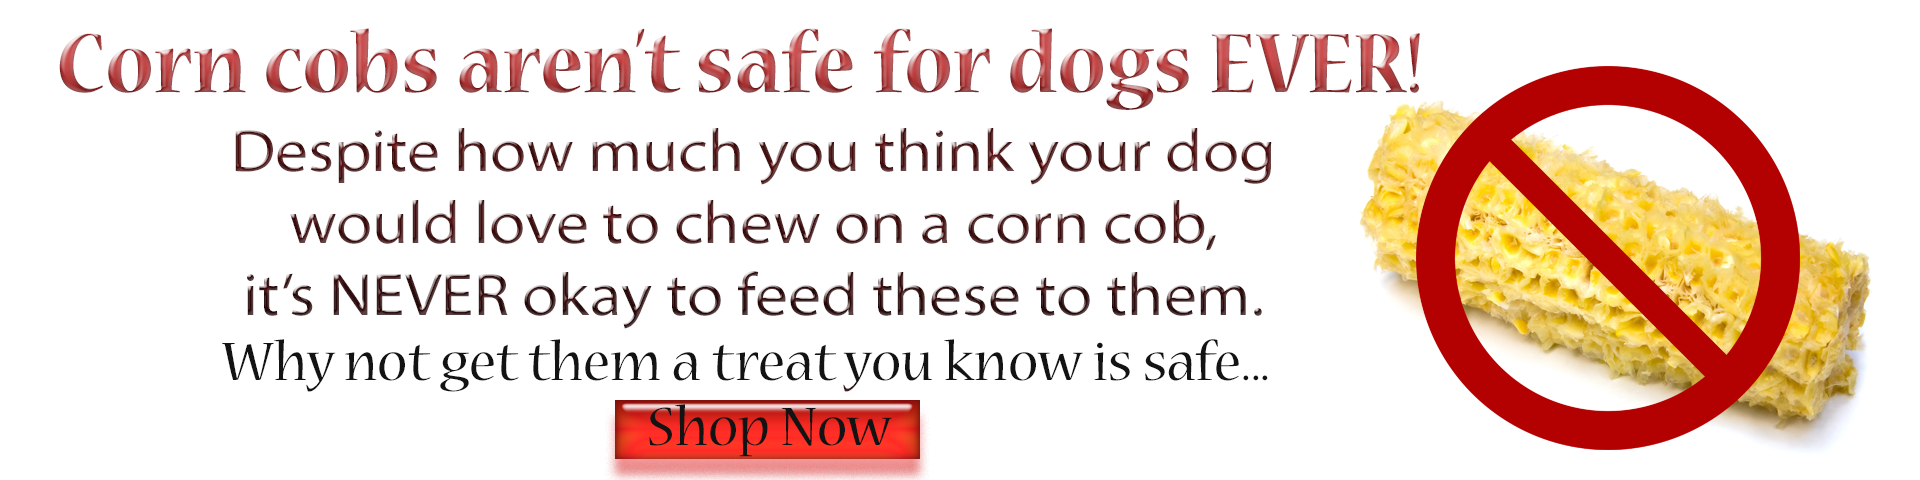 Corn cobs aren't safe for dogs EVER!
Despite how much you think your dog
would love to chew on a corn cob,
it's NEVER okay to feed these to them.
Why not get them a treat you know is safe...
Shop Now